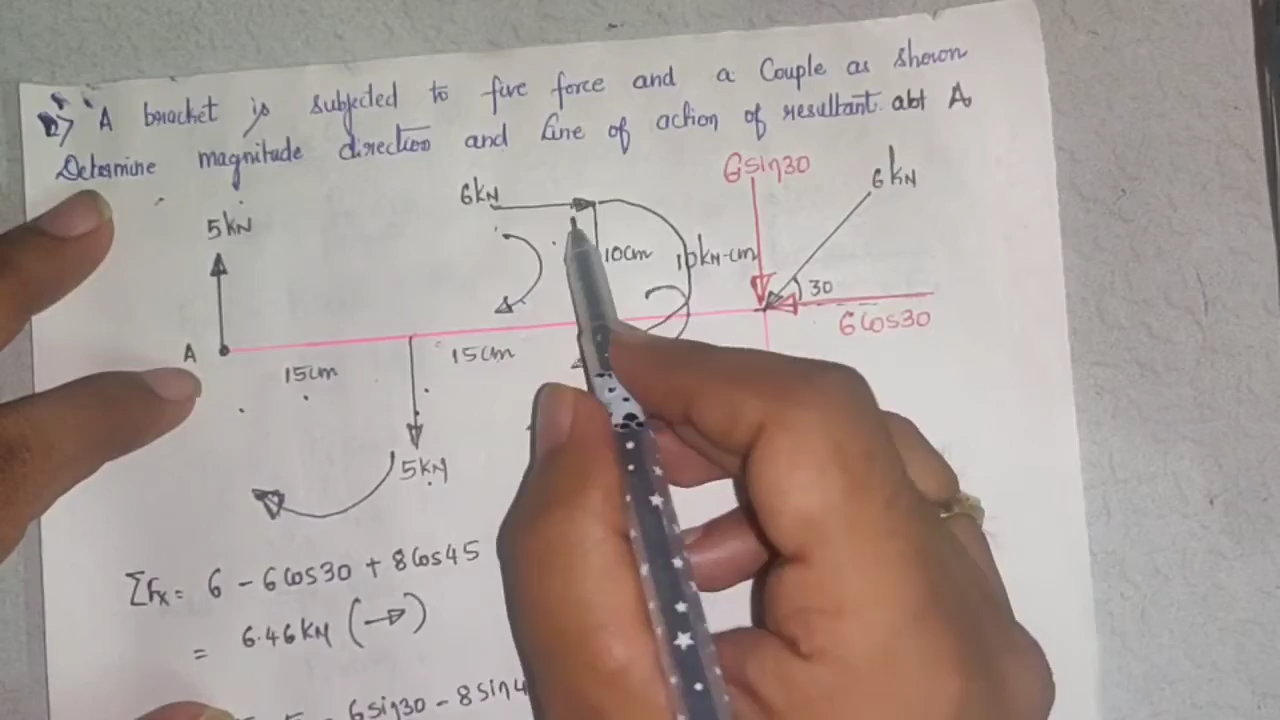 A bracket is subjected to five force and a Couple as shown
Determine magnitude direction and line of action of resultant abt A
6sin30
6kN
6kN
5kN
10cm
10kN-cm
30
6Cos30
A
15cm
15cm
5kN
ΣFx = 6 - 6Cos30 + 8Cos45
= 6.46kN (→)
6sin30 - 8sin4